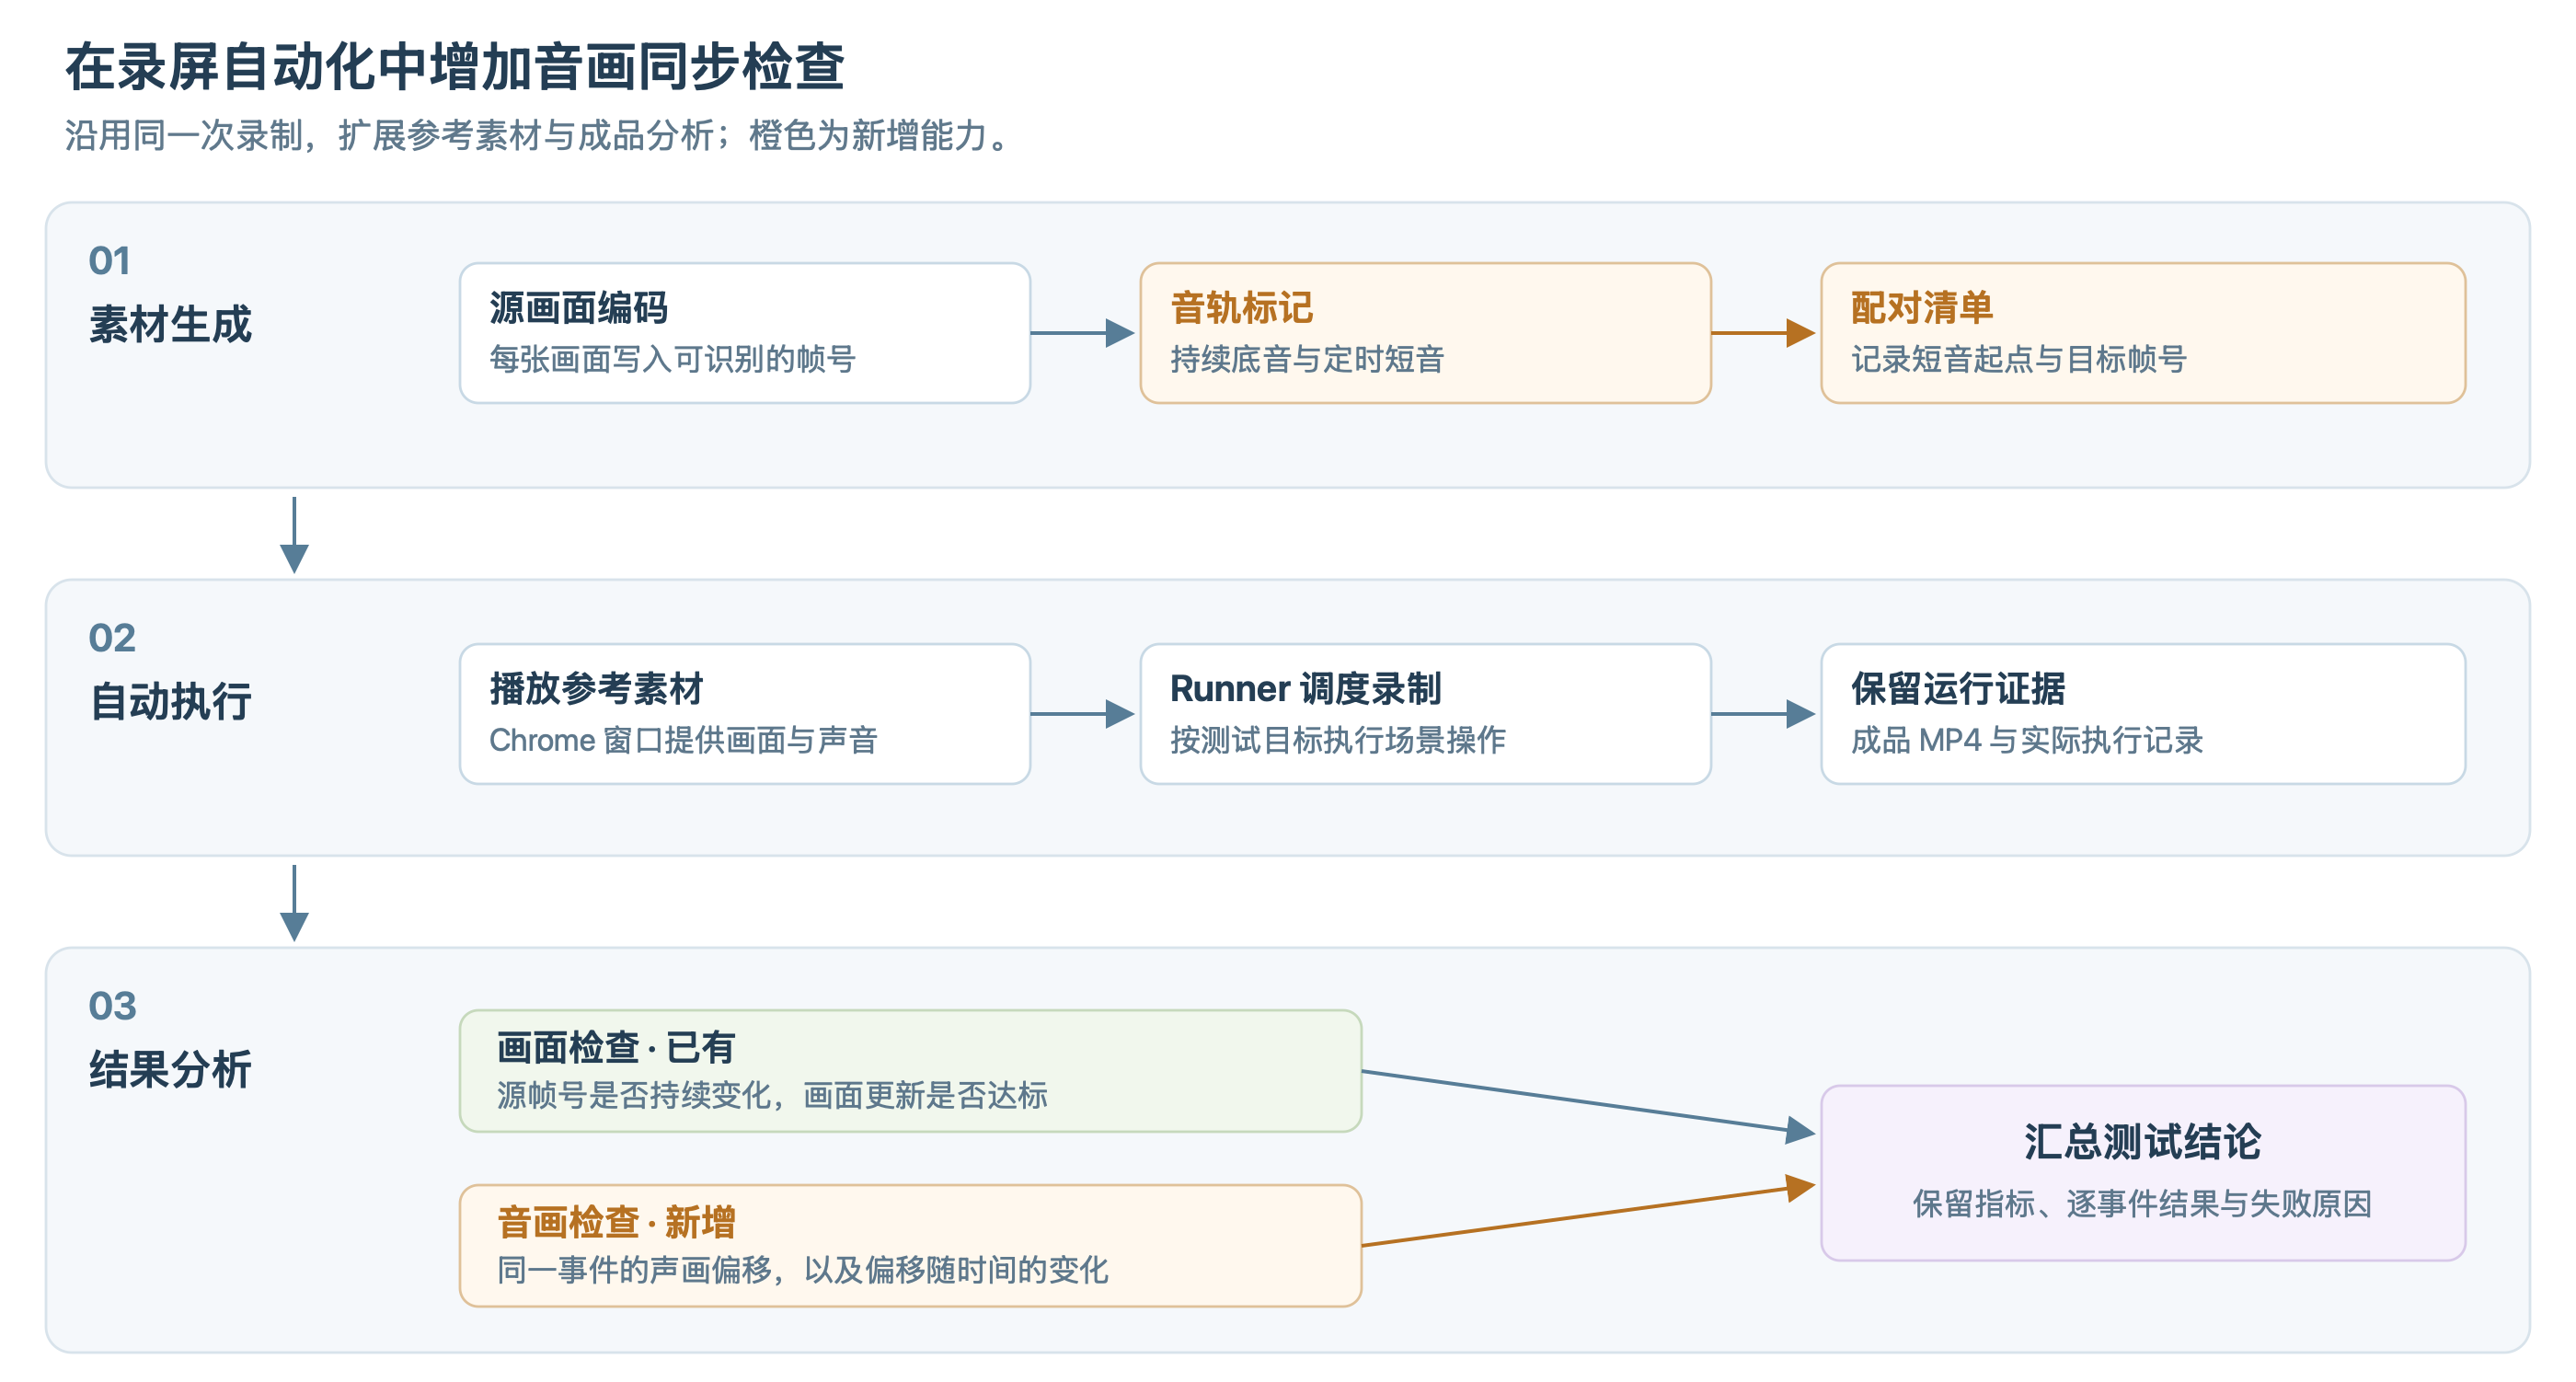 在录屏自动化中增加音画同步检查
沿用同一次录制，扩展参考素材与成品分析；橙色为新增能力。
01
素材生成
源画面编码
每张画面写入可识别的帧号
音轨标记
持续底音与定时短音
配对清单
记录短音起点与目标帧号
02
自动执行
播放参考素材
Chrome 窗口提供画面与声音
Runner 调度录制
按测试目标执行场景操作
保留运行证据
成品 MP4 与实际执行记录
03
结果分析
画面检查 · 已有
源帧号是否持续变化，画面更新是否达标
音画检查 · 新增
同一事件的声画偏移，以及偏移随时间的变化
汇总测试结论
保留指标、逐事件结果与失败原因